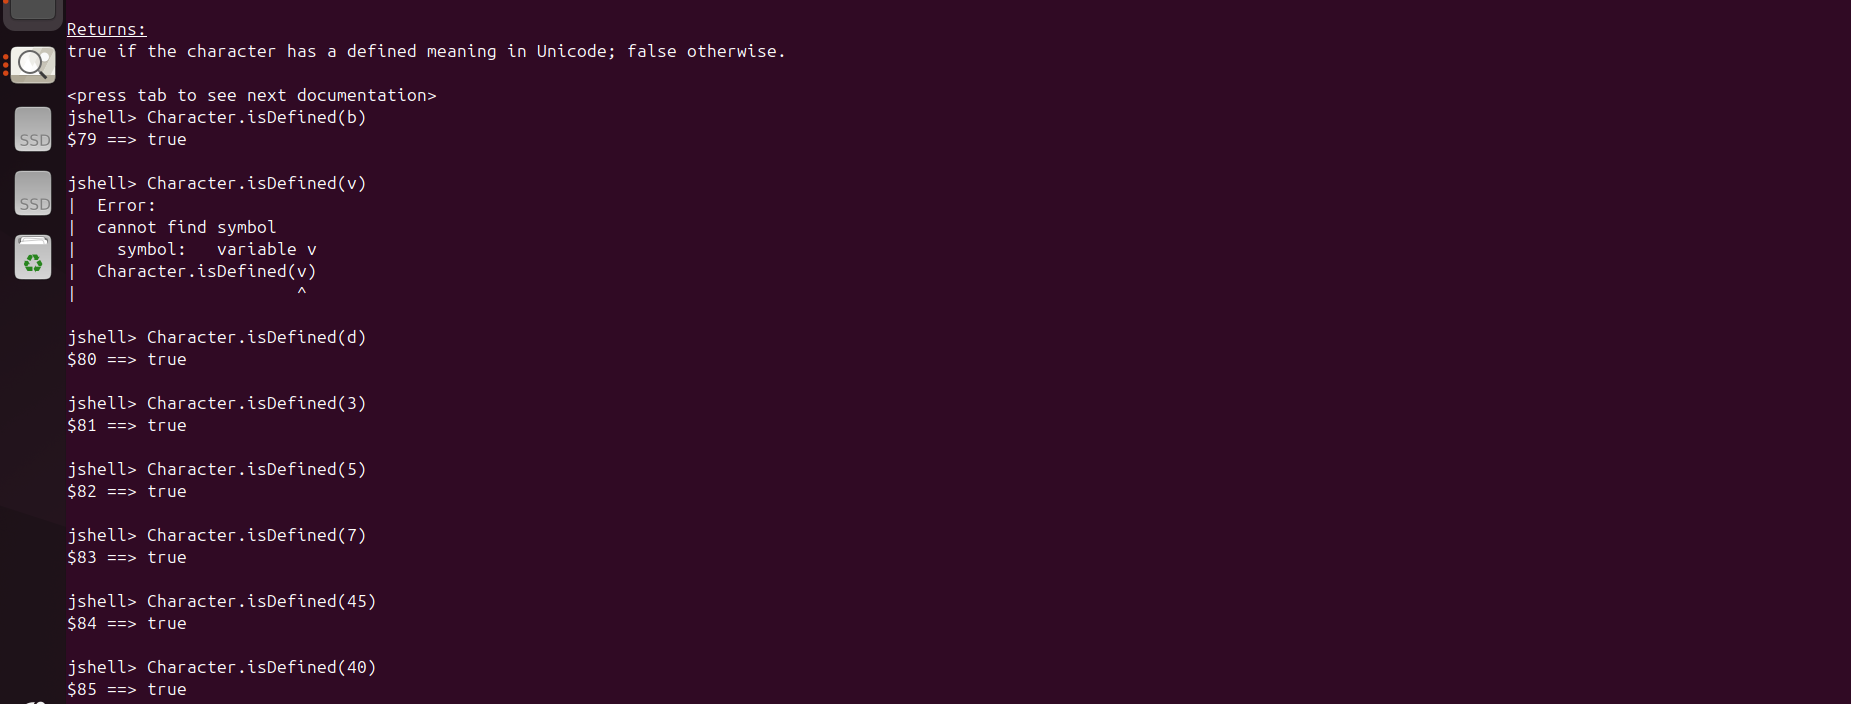 Returns:
true if the character has a defined meaning in Unicode; false otherwise.
<press tab to see next documentation>
jshell> Character.isDefined(b)
$79 ==> true
jshell> Character.isDefined(v)
|  Error:
|  cannot find symbol
|    symbol:   variable v
|  Character.isDefined(v)
|                      ^
jshell> Character.isDefined(d)
$80 ==> true
jshell> Character.isDefined(3)
$81 ==> true
jshell> Character.isDefined(5)
$82 ==> true
jshell> Character.isDefined(7)
$83 ==> true
jshell> Character.isDefined(45)
$84 ==> true
jshell> Character.isDefined(40)
$85 ==> true
SSD
SSD